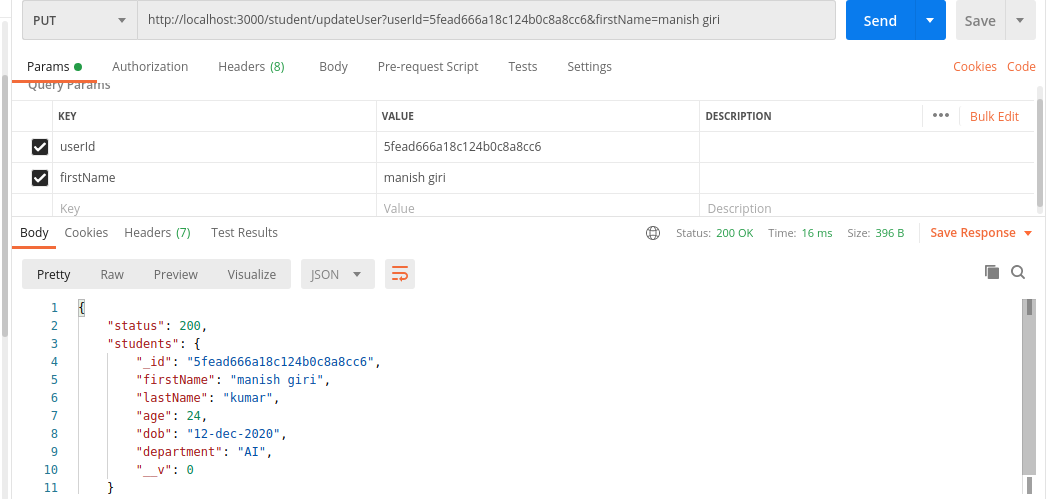 PUT http://localhost:3000/student/updateUser?userId=5fead666a18c124b0c8a8cc6&firstName=manish giri Send Save
Params Authorization Headers (8) Body Pre-request Script Tests Settings Cookies Code
Query Params
KEY VALUE DESCRIPTION ••• Bulk Edit
userId 5fead666a18c124b0c8a8cc6
firstName manish giri
Key Value Description
Body Cookies Headers (7) Test Results Status: 200 OK Time: 16 ms Size: 396 B Save Response
Pretty Raw Preview Visualize JSON
1 {
2 "status": 200,
3 "students": {
4 "_id": "5fead666a18c124b0c8a8cc6",
5 "firstName": "manish giri",
6 "lastName": "kumar",
7 "age": 24,
8 "dob": "12-dec-2020",
9 "department": "AI",
10 "__v": 0
11 }